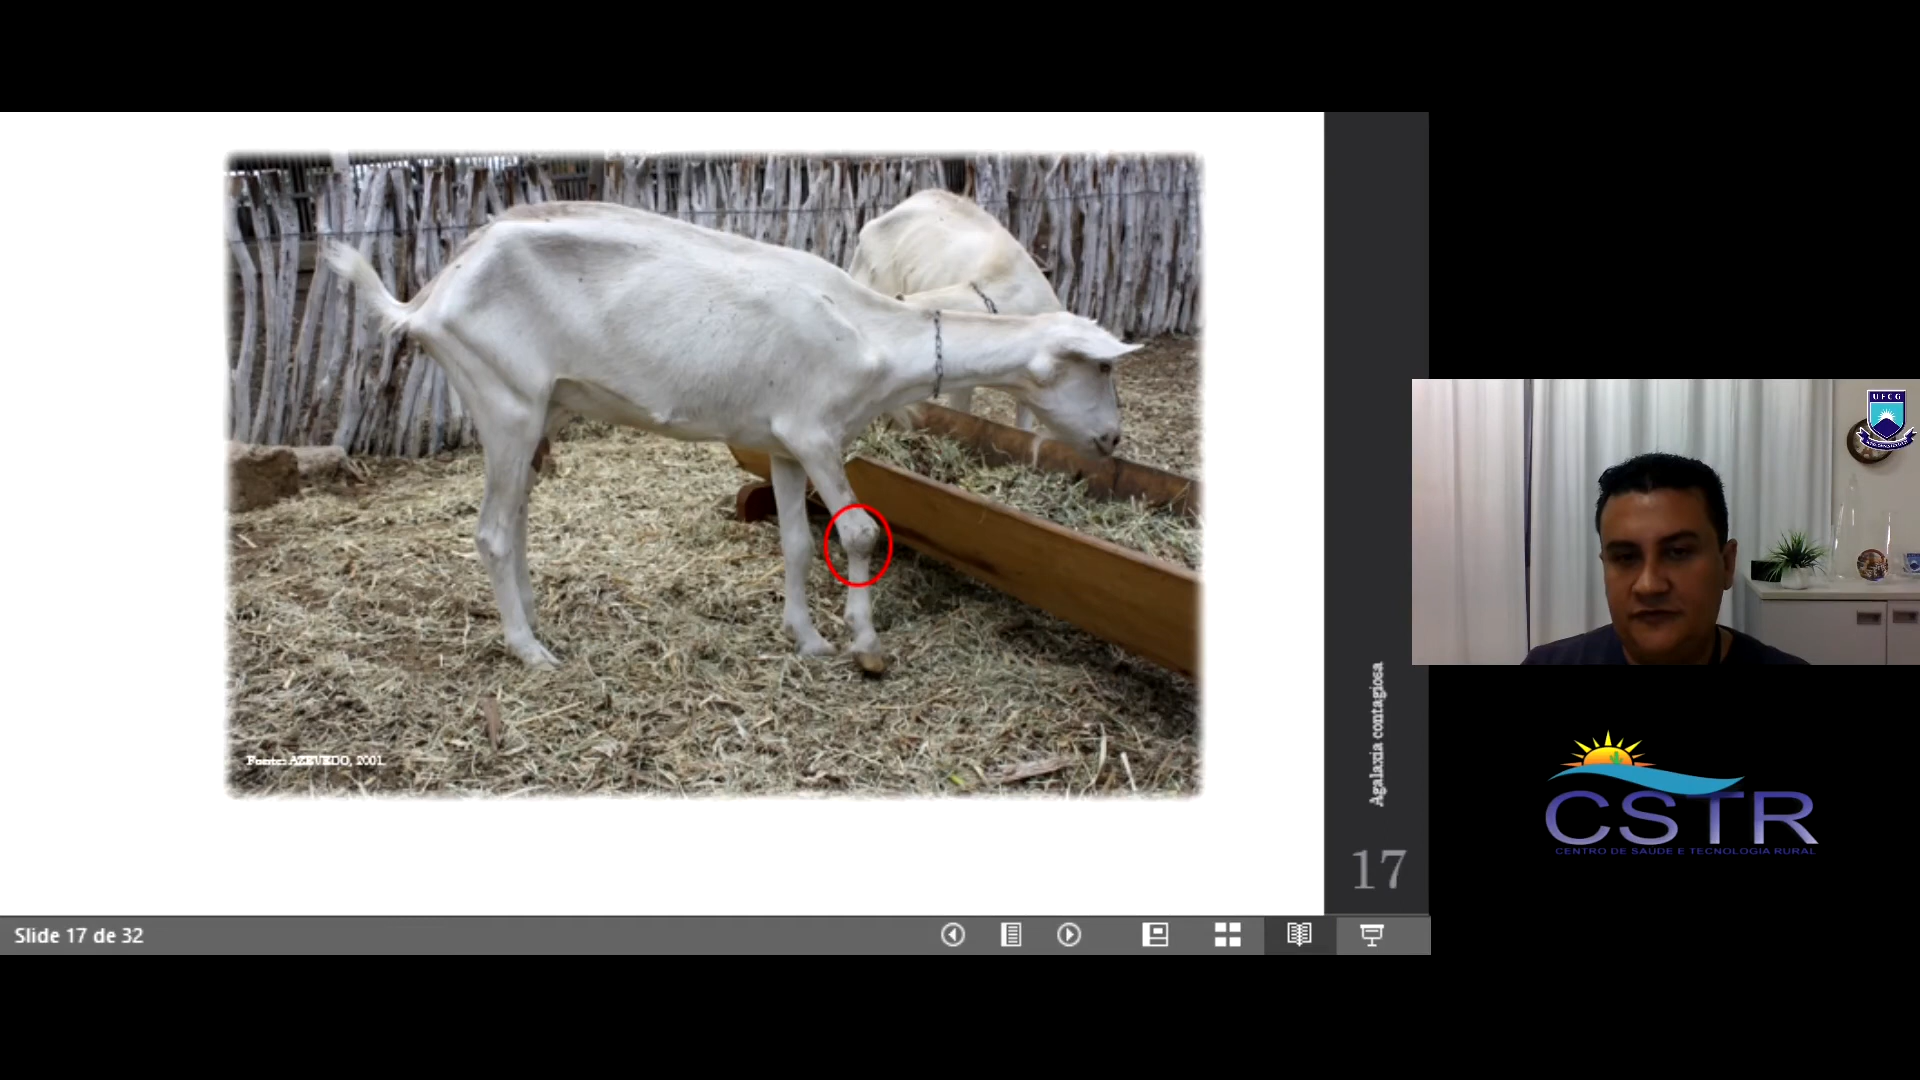 Fonte: AZEVEDO, 2001.
Agalaxia contagiosa
17
Slide 17 de 32
UFCG
CSTR
CENTRO DE SAÚDE E TECNOLOGIA RURAL